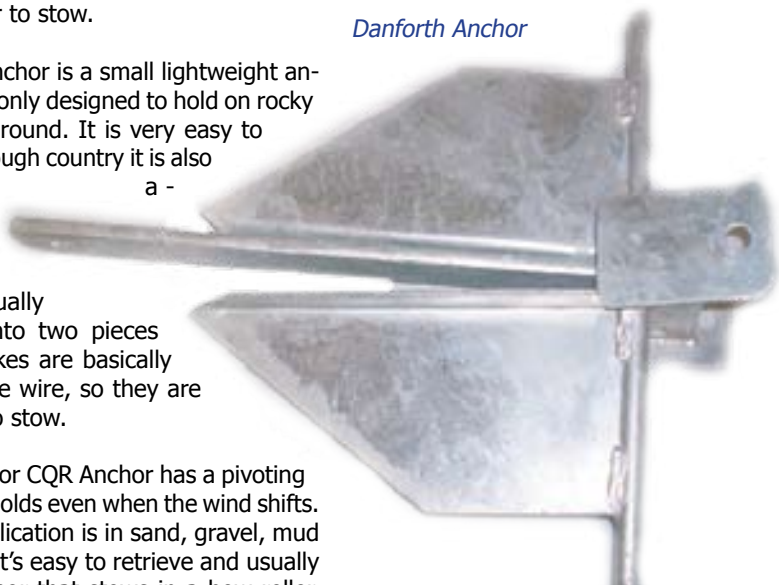 r to stow.
Danforth Anchor
nchor is a small lightweight an-
only designed to hold on rocky
round. It is very easy to
ough country it is also
a -
ually
nto two pieces
kes are basically
e wire, so they are
o stow.
or CQR Anchor has a pivoting
olds even when the wind shifts.
lication is in sand, gravel, mud
t’s easy to retrieve and usually